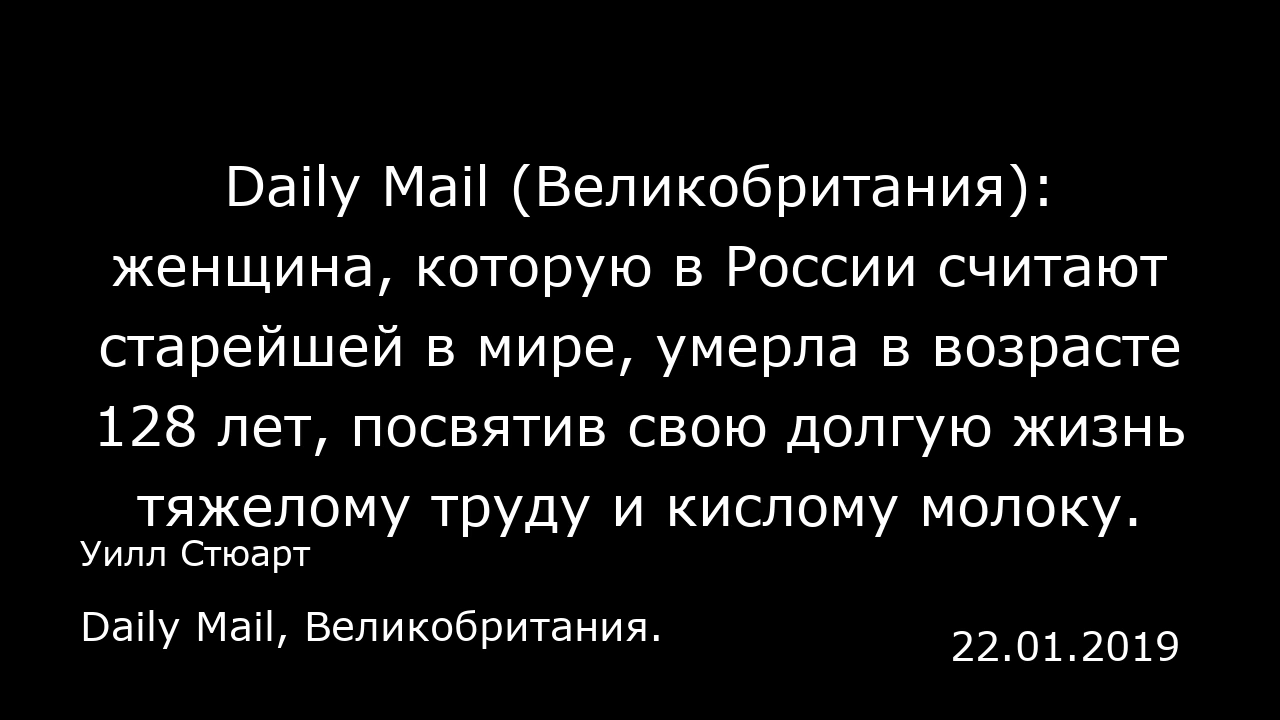 Daily Mail (Великобритания):
женщина, которую в России считают
старейшей в мире, умерла в возрасте
128 лет, посвятив свою долгую жизнь
тяжелому труду и кислому молоку.
Уилл Стюарт
Daily Mail, Великобритания.
22.01.2019